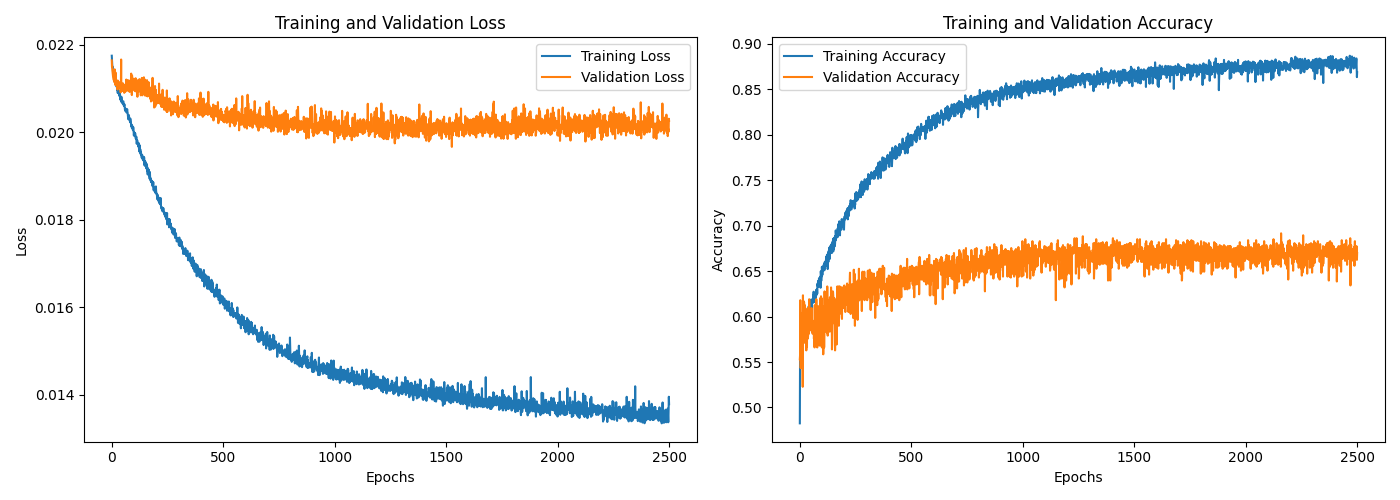 Training and Validation Loss
Training Loss
Validation Loss
0.022
0.020
0.018
0.016
0.014
Loss
0
500
1000
1500
2000
2500
Epochs
Training and Validation Accuracy
Training Accuracy
Validation Accuracy
0.90
0.85
0.80
0.75
0.70
0.65
0.60
0.55
0.50
Accuracy
0
500
1000
1500
2000
2500
Epochs